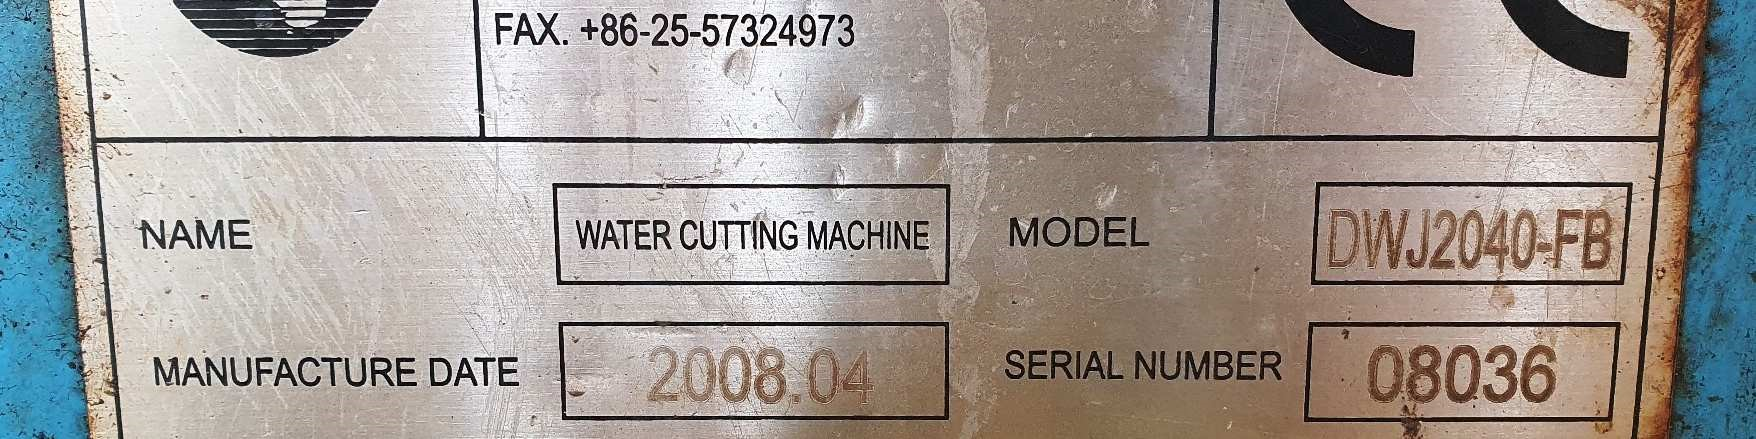 FAX. +86-25-57324973
NAME WATER CUTTING MACHINE MODEL DWJ2040-FB
MANUFACTURE DATE 2008.04 SERIAL NUMBER 08036